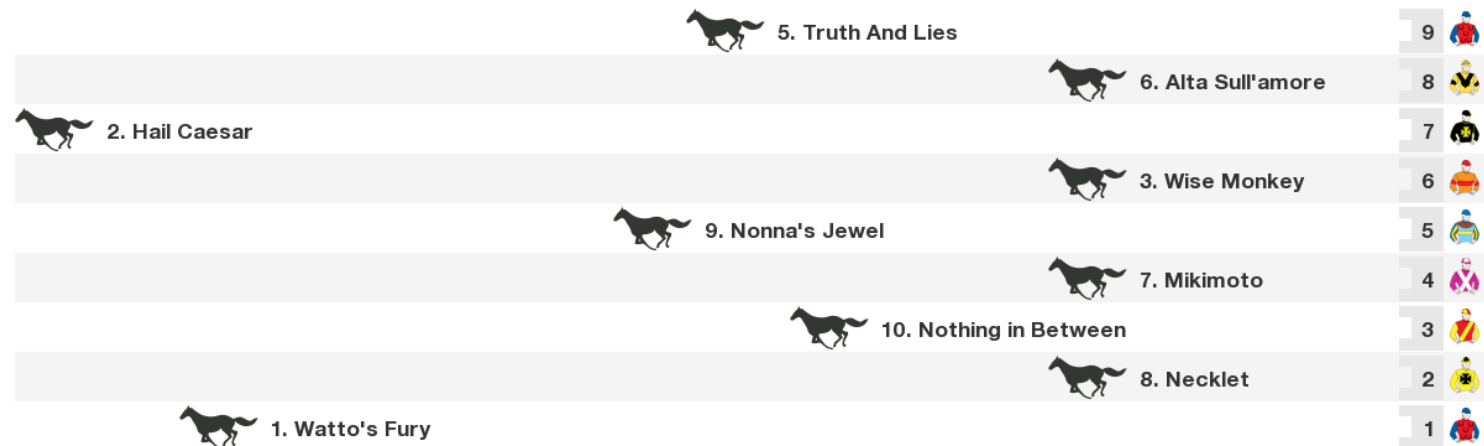 5. Truth And Lies 9
6. Alta Sull'amore 8
2. Hail Caesar 7
3. Wise Monkey 6
9. Nonna's Jewel 5
7. Mikimoto 4
10. Nothing in Between 3
8. Necklet 2
1. Watto's Fury 1